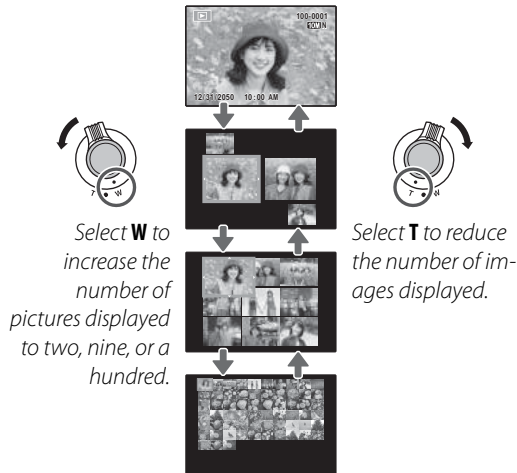 100-0001
10M N
12/31/2050 10:00 AM
T W
T W
Select W to
increase the
number of
pictures displayed
to two, nine, or a
hundred.
Select T to reduce
the number of im-
ages displayed.